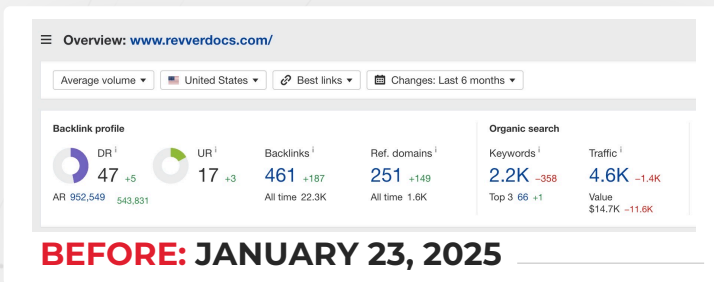 Overview: www.revverdocs.com/
Average volume ▼ United States ▼ Best links ▼ Changes: Last 6 months ▼
Backlink profile Organic search
DR i UR i Backlinks i Ref. domains i Keywords i Traffic i
47 +5 17 +3 461 +187 251 +149 2.2K −358 4.6K −1.4K
AR 952,549 543,831 All time 22.3K All time 1.6K Top 3 66 +1 Value
$14.7K −11.6K
BEFORE: JANUARY 23, 2025